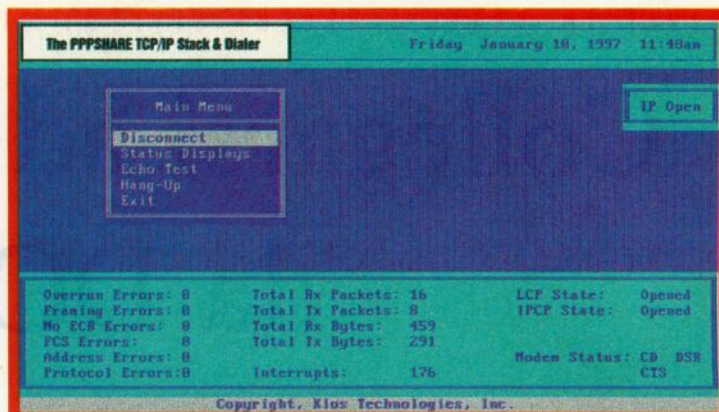 The PPPSHARE TCP/IP Stack & Dialer
Friday January 10, 1997 11:48am
Main Menu
IP Open
Disconnect
Status Displays
Echo Test
Hang-Up
Exit
Overrun Errors: 0 Total Rx Packets: 16 LCP State: Opened
Framing Errors: 0 Total Tx Packets: 8 IPCP State: Opened
No ECB Errors: 0 Total Rx Bytes: 459
FCS Errors: 0 Total Tx Bytes: 291
Address Errors: 0 Modem Status: CD DSR
Protocol Errors:0 Interrupts: 176 CTS
Copyright, Klos Technologies, Inc.